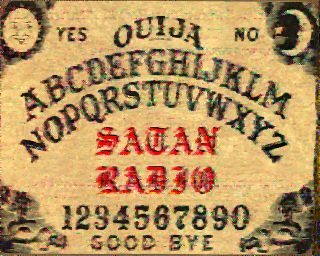 YES OUIJA NO
ABCDEFGHIJKLM
NOPQRSTUVWXYZ
SATAN
RADIO
1234567890
GOOD BYE